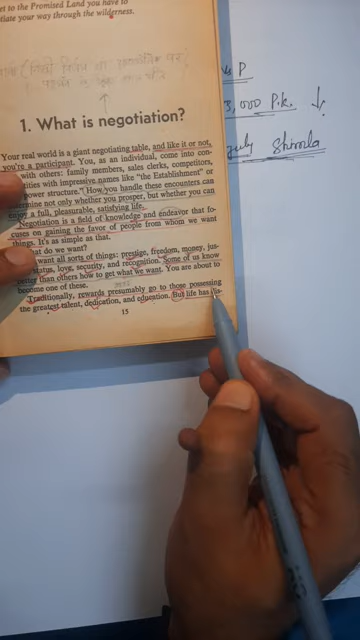 et to the Promised Land you have to
otiate your way through the wilderness.
1. What is negotiation?
Your real world is a giant negotiating table, and like it or not,
you're a participant. You, as an individual, come into con-
with others: family members, sales clerks, competitors,
tities with impressive names like "the Establishment" or
power structure." How you handle these encounters can
ermine not only whether you prosper, but whether you can
enjoy a full, pleasurable, satisfying life.
Negotiation is a field of knowledge and endeavor that fo-
cuses on gaining the favor of people from whom we want
things. It's as simple as that.
at do we want?
want all sorts of things: prestige, freedom, money, jus-
status, love, security, and recognition. Some of us know
better than others how to get what we want. You are about to
become one of these.
Traditionally, rewards presumably go to those possessing
the greatest talent, dedication, and education. But life has
15
P
3,000 P.k.